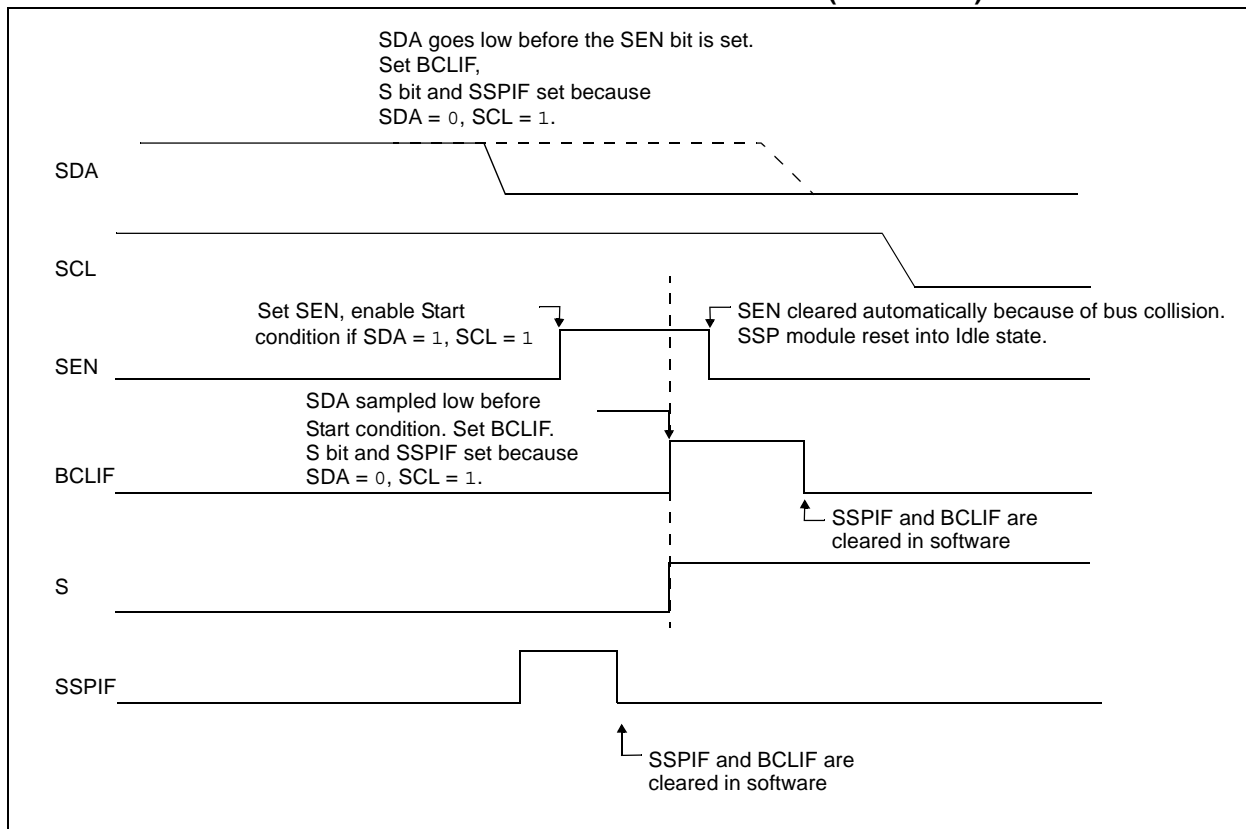 SDA goes low before the SEN bit is set.
Set BCLIF,
S bit and SSPIF set because
SDA = 0, SCL = 1.
SDA
SCL
Set SEN, enable Start
condition if SDA = 1, SCL = 1
SEN cleared automatically because of bus collision.
SSP module reset into Idle state.
SEN
SDA sampled low before
Start condition. Set BCLIF.
S bit and SSPIF set because
SDA = 0, SCL = 1.
BCLIF
SSPIF and BCLIF are
cleared in software
S
SSPIF
SSPIF and BCLIF are
cleared in software